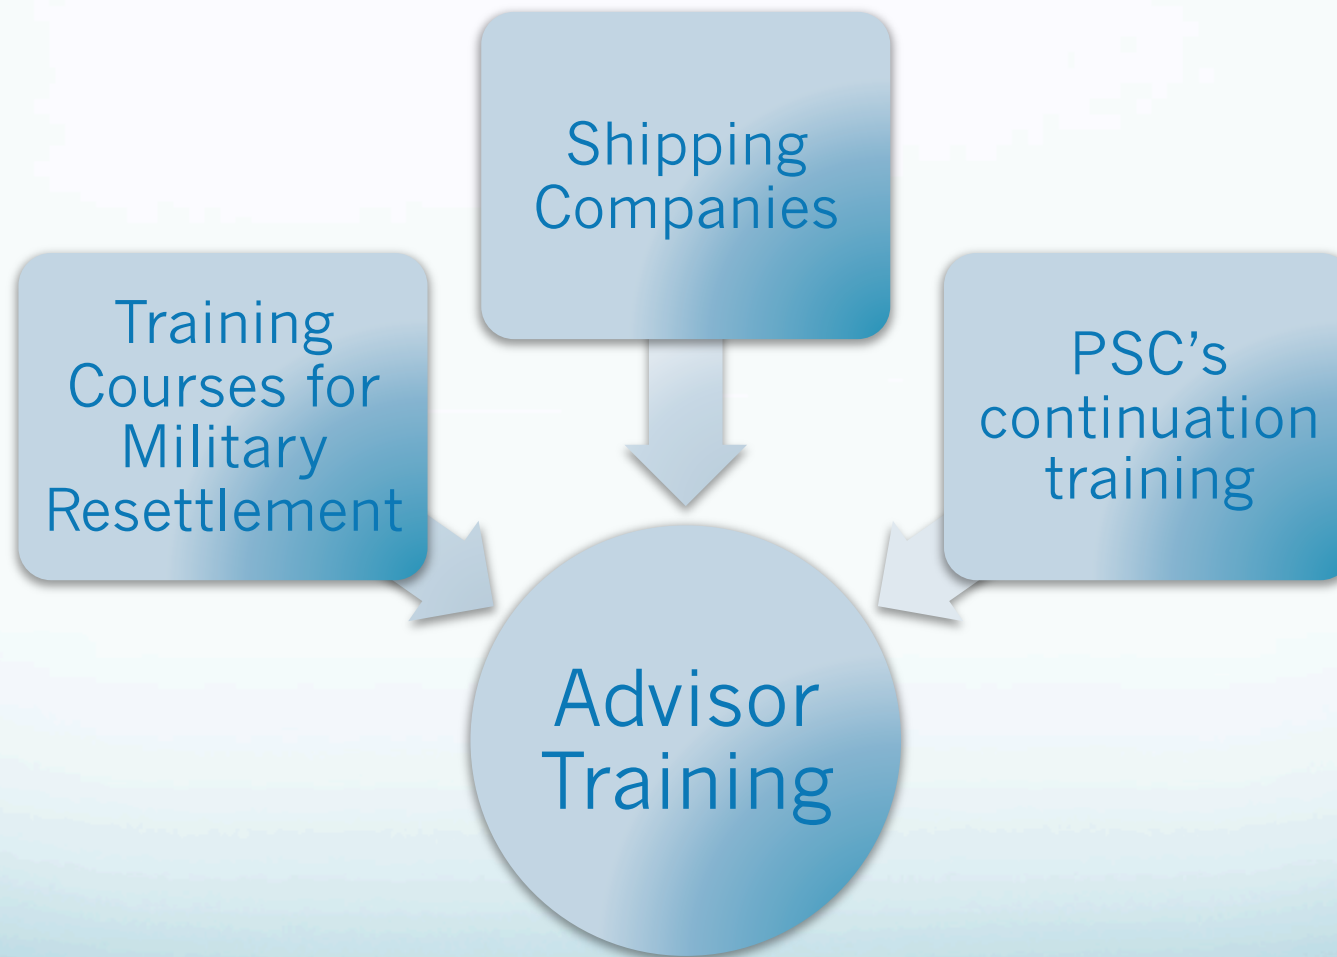 Shipping
Companies
Training
Courses for
Military
Resettlement
PSC’s
continuation
training
Advisor
Training